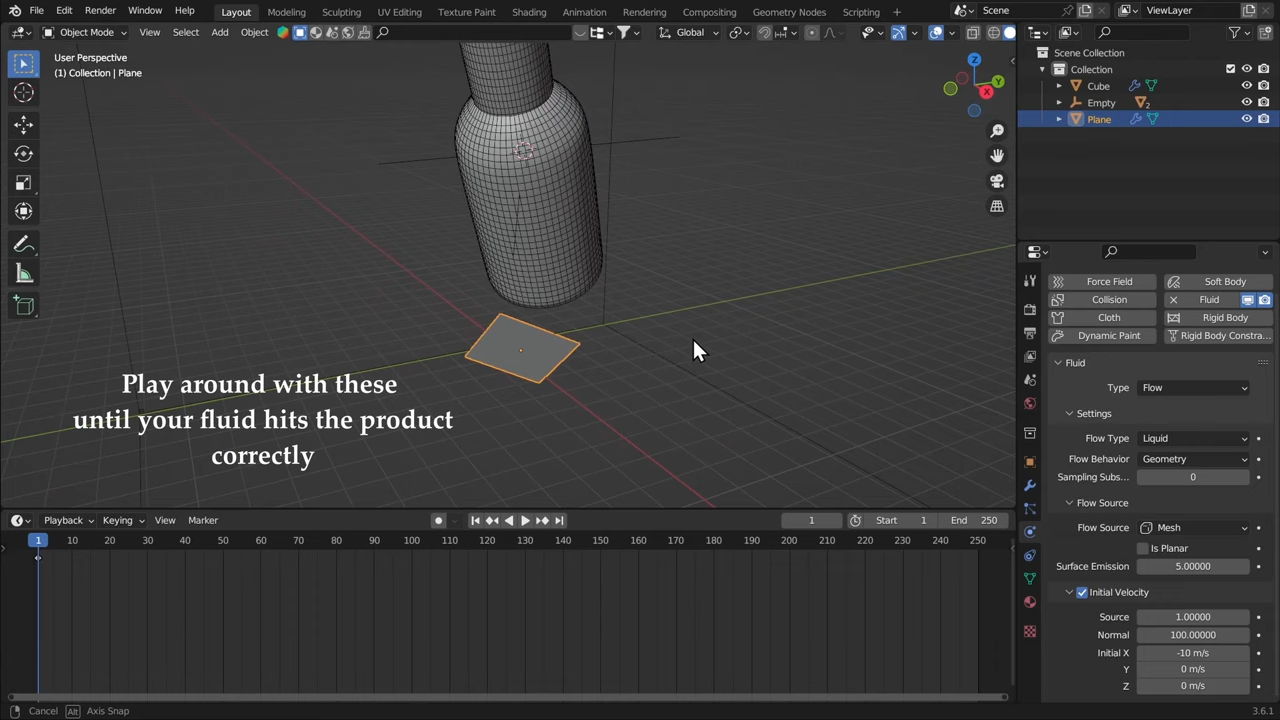 File Edit Render Window Help Layout Modeling Sculpting UV Editing Texture Paint Shading Animation Rendering Compositing Geometry Nodes Scripting Scene ViewLayer
Object Mode View Select Add Object Global
User Perspective
(1) Collection | Plane
Z
Y
X
Play around with these
until your fluid hits the product
correctly
Scene Collection
Collection
Cube
Empty 2
Plane
Force Field Soft Body
Collision Fluid
Cloth Rigid Body
Dynamic Paint Rigid Body Constra...
Fluid
Type Flow
Settings
Flow Type Liquid
Flow Behavior Geometry
Sampling Subs... 0
Flow Source
Flow Source Mesh
Is Planar
Surface Emission 5.00000
Initial Velocity
Source 1.00000
Normal 100.00000
Initial X -10 m/s
Y 0 m/s
Z 0 m/s
Playback Keying View Marker 1 Start 1 End 250
1 10 20 30 40 50 60 70 80 90 100 110 120 130 140 150 160 170 180 190 200 210 220 230 240 250
Cancel Alt Axis Snap 3.6.1